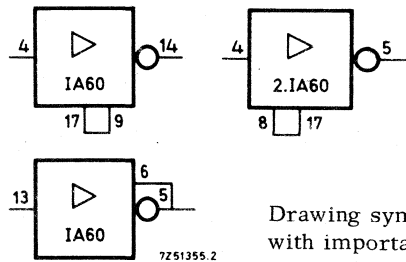 4 14 4 5
IA60 2.IA60
17 9 8 17
6
13 5
IA60
7Z51355.2
Drawing sym
with importa